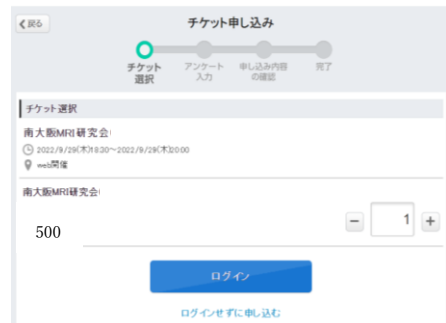 戻る
チケット申し込み
チケット
選択
アンケート
入力
申し込み内容
の確認
完了
チケット選択
南大阪MRI研究会
2022/9/29(木)18:30～2022/9/29(木)20:00
web開催
南大阪MRI研究会
500
− 1 +
ログイン
ログインせずに申し込む